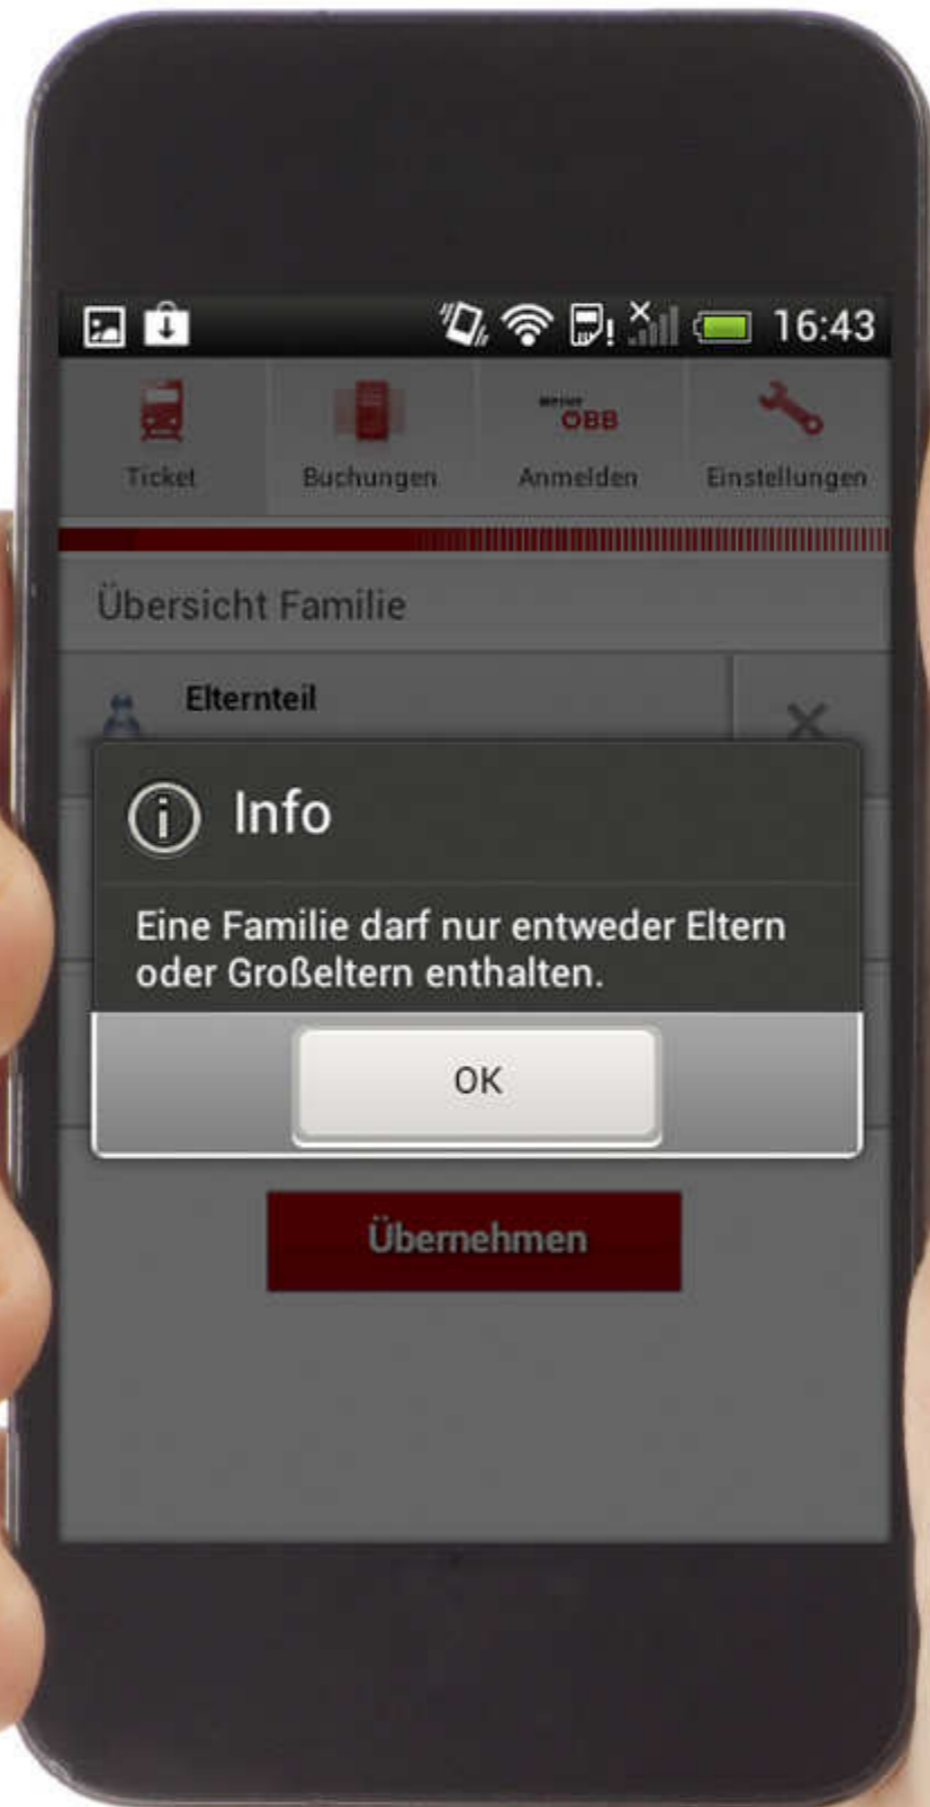 16:43
Ticket
Buchungen
meine ÖBB
Anmelden
Einstellungen
Übersicht Familie
Elternteil
Info
Eine Familie darf nur entweder Eltern
oder Großeltern enthalten.
OK
Übernehmen